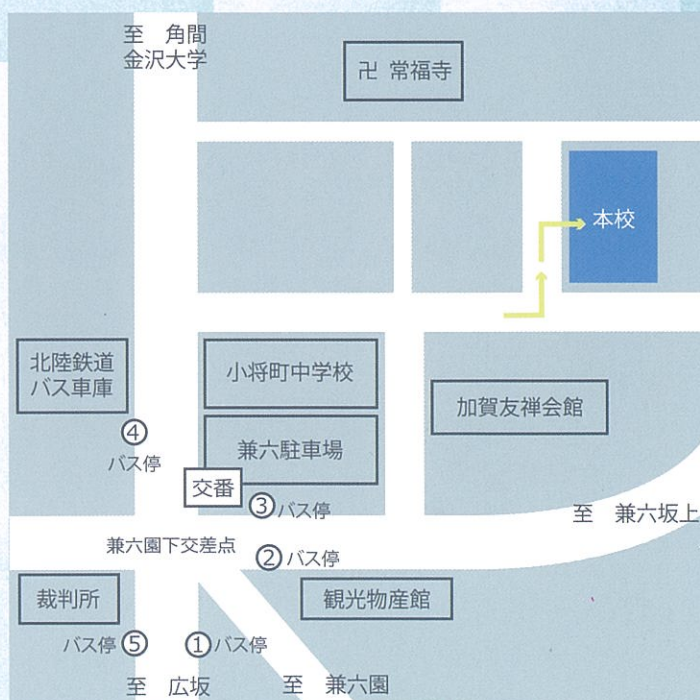 至　角間
金沢大学
卍 常福寺
本校
北陸鉄道
バス車庫
小将町中学校
加賀友禅会館
兼六駐車場
④
バス停
交番
③バス停
至　兼六坂上
兼六園下交差点
②バス停
裁判所
観光物産館
バス停⑤
①バス停
至　広坂
至　兼六園